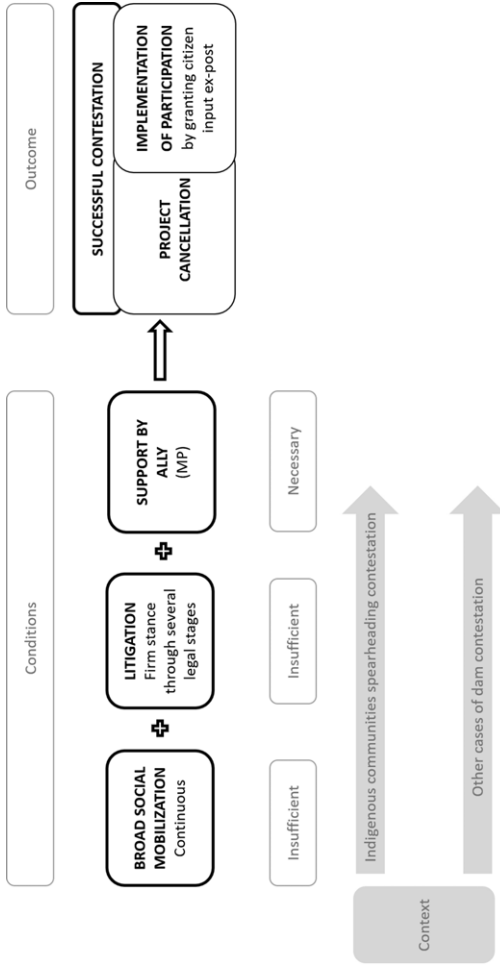 Conditions
Outcome
BROAD SOCIAL
MOBILIZATION
Continuous
LITIGATION
Firm stance
through several
legal stages
SUPPORT BY
ALLY
(MP)
SUCCESSFUL CONTESTATION
PROJECT
CANCELLATION
IMPLEMENTATION
OF PARTICIPATION
by granting citizen
input ex-post
Insufficient
Insufficient
Necessary
Context
Indigenous communities spearheading contestation
Other cases of dam contestation